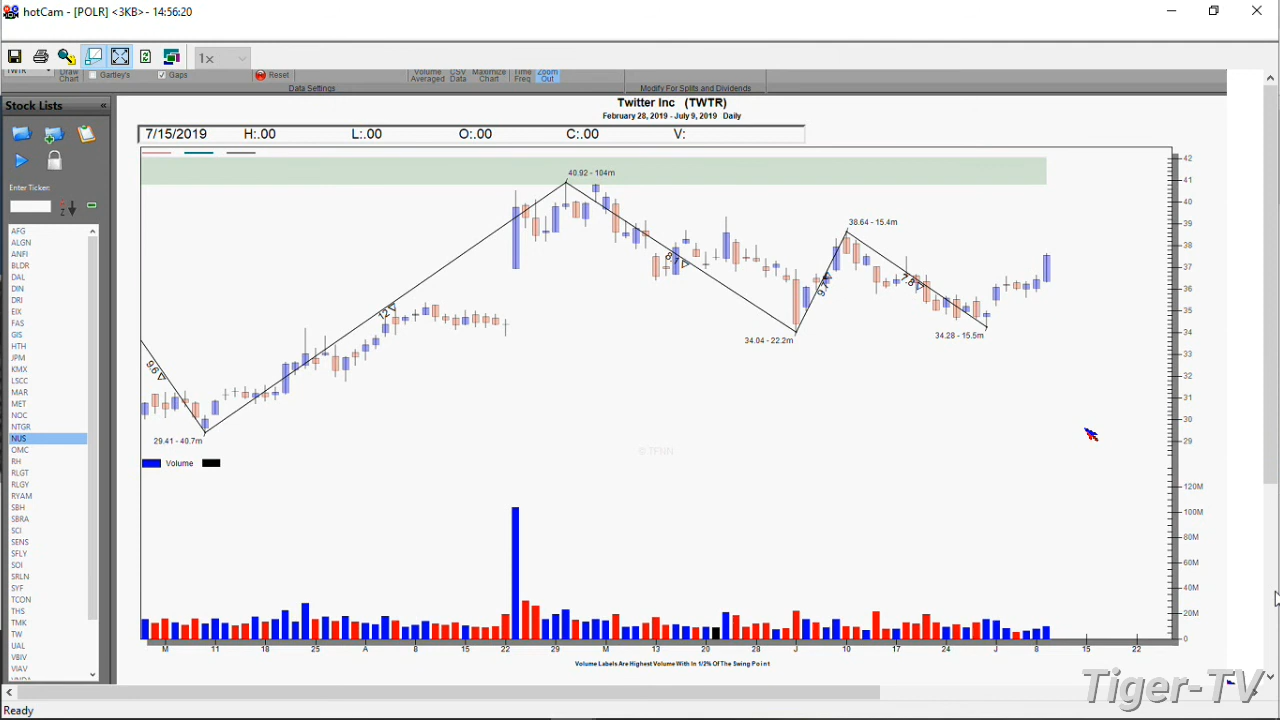 hotCam - [POLR] <3KB> - 14:56:20
1x
TWTR
Draw Chart
Gartley's
Gaps
Reset
Volume Averaged
CSV Data
Maximize Chart
Time Freq
Zoom Out
Data Settings
Modify For Splits and Dividends
Stock Lists «
Enter Ticker:
AFG
ALGN
ANFI
BLDR
DAL
DIN
DRI
EIX
FAS
GIS
HTH
JPM
KMX
LSCC
MAR
MET
NOC
NTGR
NUS
OMC
RH
RLGT
RLGY
RYAM
SBH
SBRA
SCI
SENS
SFLY
SOI
SRLN
SYF
TCON
THS
TMK
TW
UAL
VBIV
VIAV
Twitter Inc (TWTR)
February 28, 2019 - July 9, 2019 Daily
7/15/2019 H:.00 L:.00 O:.00 C:.00 V:
40.92 - 104m
38.64 - 15.4m
34.04 - 22.2m
34.28 - 15.5m
29.41 - 40.7m
9.6
12
42
41
40
39
38
37
36
35
34
33
32
31
30
29
© TFNN
Volume
120M
100M
80M
60M
40M
20M
0
M 11 18 25 A 8 15 22 29 M 13 20 28 J 10 17 24 J 8 15 22
Volume Labels Are Highest Volume With In 1/2% Of The Swing Point
Tiger-TV
Ready